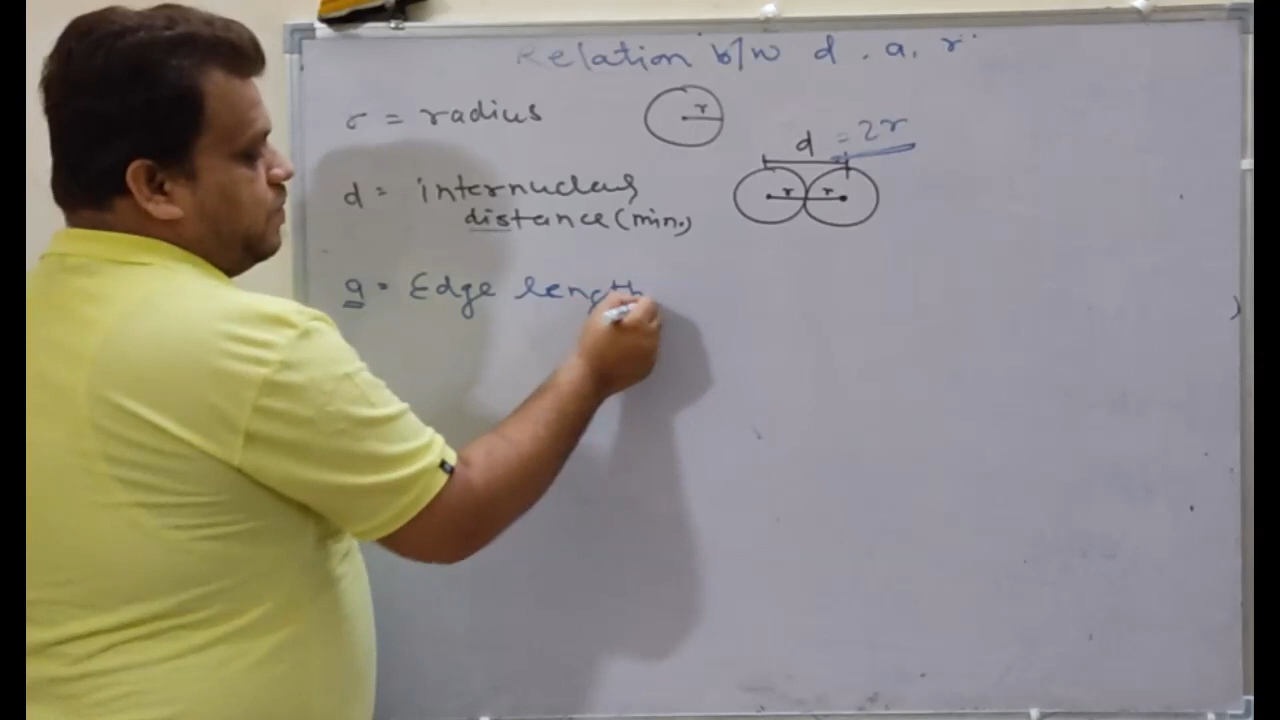 Relation b/w d, a, r
r = radius
r
d = 2r
d = internuclear
distance (min.)
r r
a = Edge length